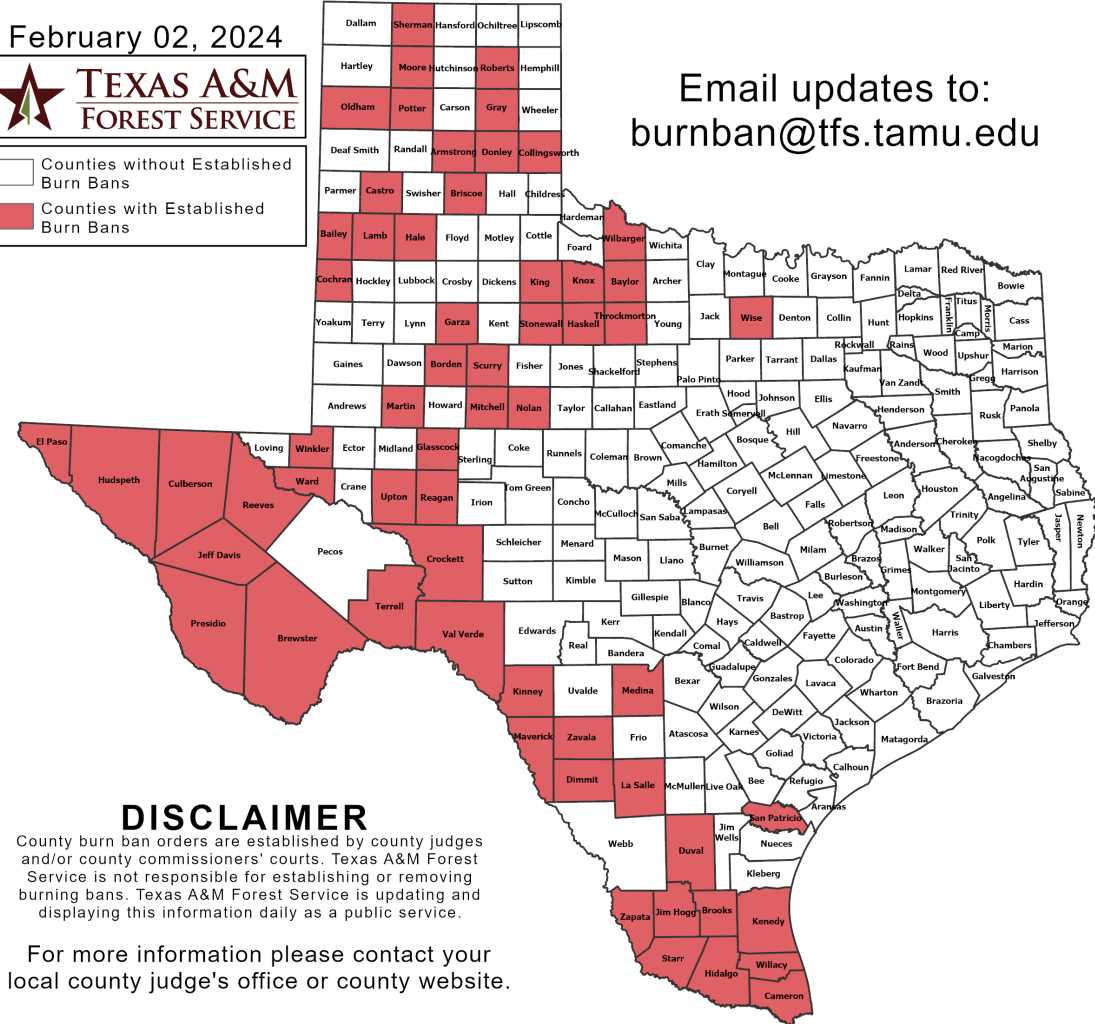 February 02, 2024
TEXAS A&M
FOREST SERVICE
Counties without Established
Burn Bans
Counties with Established
Burn Bans
Email updates to:
burnban@tfs.tamu.edu
Dallam Sherman Hansford Ochiltree Lipscomb
Hartley Moore Hutchinson Roberts Hemphill
Oldham Potter Carson Gray Wheeler
Deaf Smith Randall Armstrong Donley Collingsworth
Parmer Castro Swisher Briscoe Hall Childress
Hardeman
Bailey Lamb Hale Floyd Motley Cottle Foard Wilbarger Wichita
Clay Montague Cooke Grayson Fannin Lamar Red River Bowie
Cochran Hockley Lubbock Crosby Dickens King Knox Baylor Archer
Delta Franklin Titus Morris Cass
Yoakum Terry Lynn Garza Kent Stonewall Haskell Throckmorton Young Jack Wise Denton Collin Hunt Hopkins Camp
Rockwall Rains Wood Upshur Marion
Gaines Dawson Borden Scurry Fisher Jones Shackelford Stephens Palo Pinto Parker Tarrant Dallas Kaufman Van Zandt Smith Gregg Harrison
Andrews Martin Howard Mitchell Nolan Taylor Callahan Eastland Erath Hood Somervell Johnson Ellis Henderson Rusk Panola
El Paso Hudspeth Culberson Reeves Loving Winkler Ector Midland Glasscock Sterling Coke Runnels Coleman Brown Comanche Bosque Hill Navarro Anderson Cherokee Nacogdoches Shelby
Ward Crane Upton Reagan Irion Tom Green Concho McCulloch San Saba Mills Hamilton Coryell McLennan Limestone Freestone Leon Houston Angelina San Augustine Sabine
Lampasas Bell Falls Robertson Madison Trinity Polk Tyler Jasper Newton
Jeff Davis Pecos Crockett Schleicher Menard Mason Llano Burnet Williamson Milam Brazos Grimes Walker San Jacinto
Terrell Sutton Kimble Gillespie Blanco Travis Lee Burleson Washington Montgomery Liberty Hardin Orange
Presidio Brewster Val Verde Edwards Real Kerr Bandera Kendall Comal Hays Caldwell Bastrop Fayette Austin Waller Harris Chambers Jefferson
Kinney Uvalde Medina Bexar Guadalupe Gonzales Lavaca Colorado Wharton Fort Bend Brazoria Galveston
Maverick Zavala Frio Atascosa Wilson Karnes DeWitt Victoria Jackson Matagorda
Dimmit La Salle McMullen Live Oak Bee Goliad Refugio Calhoun Aransas
Webb Duval Jim Wells San Patricio Nueces Kleberg
Zapata Jim Hogg Brooks Kenedy
Starr Hidalgo Willacy Cameron
DISCLAIMER
County burn ban orders are established by county judges
and/or county commissioners' courts. Texas A&M Forest
Service is not responsible for establishing or removing
burning bans. Texas A&M Forest Service is updating and
displaying this information daily as a public service.
For more information please contact your
local county judge's office or county website.